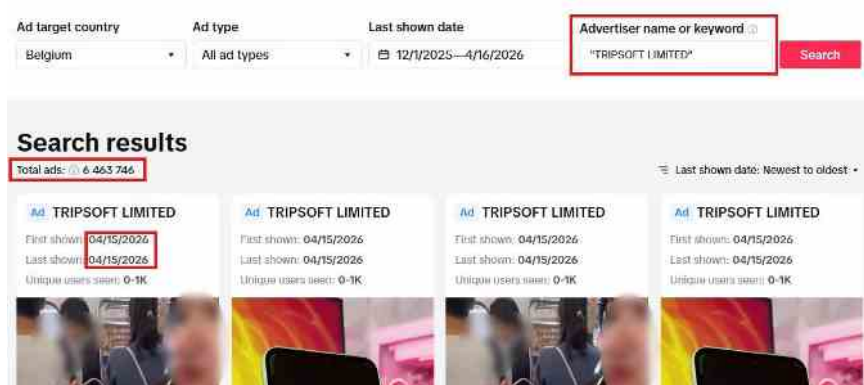 Ad target country Ad type Last shown date Advertiser name or keyword
Belgium All ad types 12/1/2025—4/16/2026 "TRIPSOFT LIMITED" Search
Search results
Total ads: 6 463 746 Last shown date: Newest to oldest
Ad TRIPSOFT LIMITED Ad TRIPSOFT LIMITED Ad TRIPSOFT LIMITED Ad TRIPSOFT LIMITED
First shown: 04/15/2026 First shown: 04/15/2026 First shown: 04/15/2026 First shown: 04/15/2026
Last shown: 04/15/2026 Last shown: 04/15/2026 Last shown: 04/15/2026 Last shown: 04/15/2026
Unique users seen: 0-1K Unique users seen: 0-1K Unique users seen: 0-1K Unique users seen: 0-1K